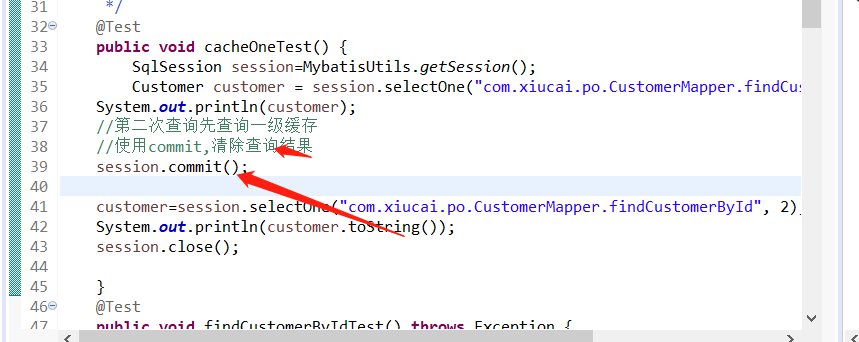 31 */
32 @Test
33 public void cacheOneTest() {
34 SqlSession session=MybatisUtils.getSession();
35 Customer customer = session.selectOne("com.xiucai.po.CustomerMapper.findCus
36 System.out.println(customer);
37 //第二次查询先查询一级缓存
38 //使用commit,清除查询结果
39 session.commit();
40
41 customer=session.selectOne("com.xiucai.po.CustomerMapper.findCustomerById", 2)
42 System.out.println(customer.toString());
43 session.close();
44
45 }
46 @Test
47 public void findCustomerByIdTest() throws Exception {